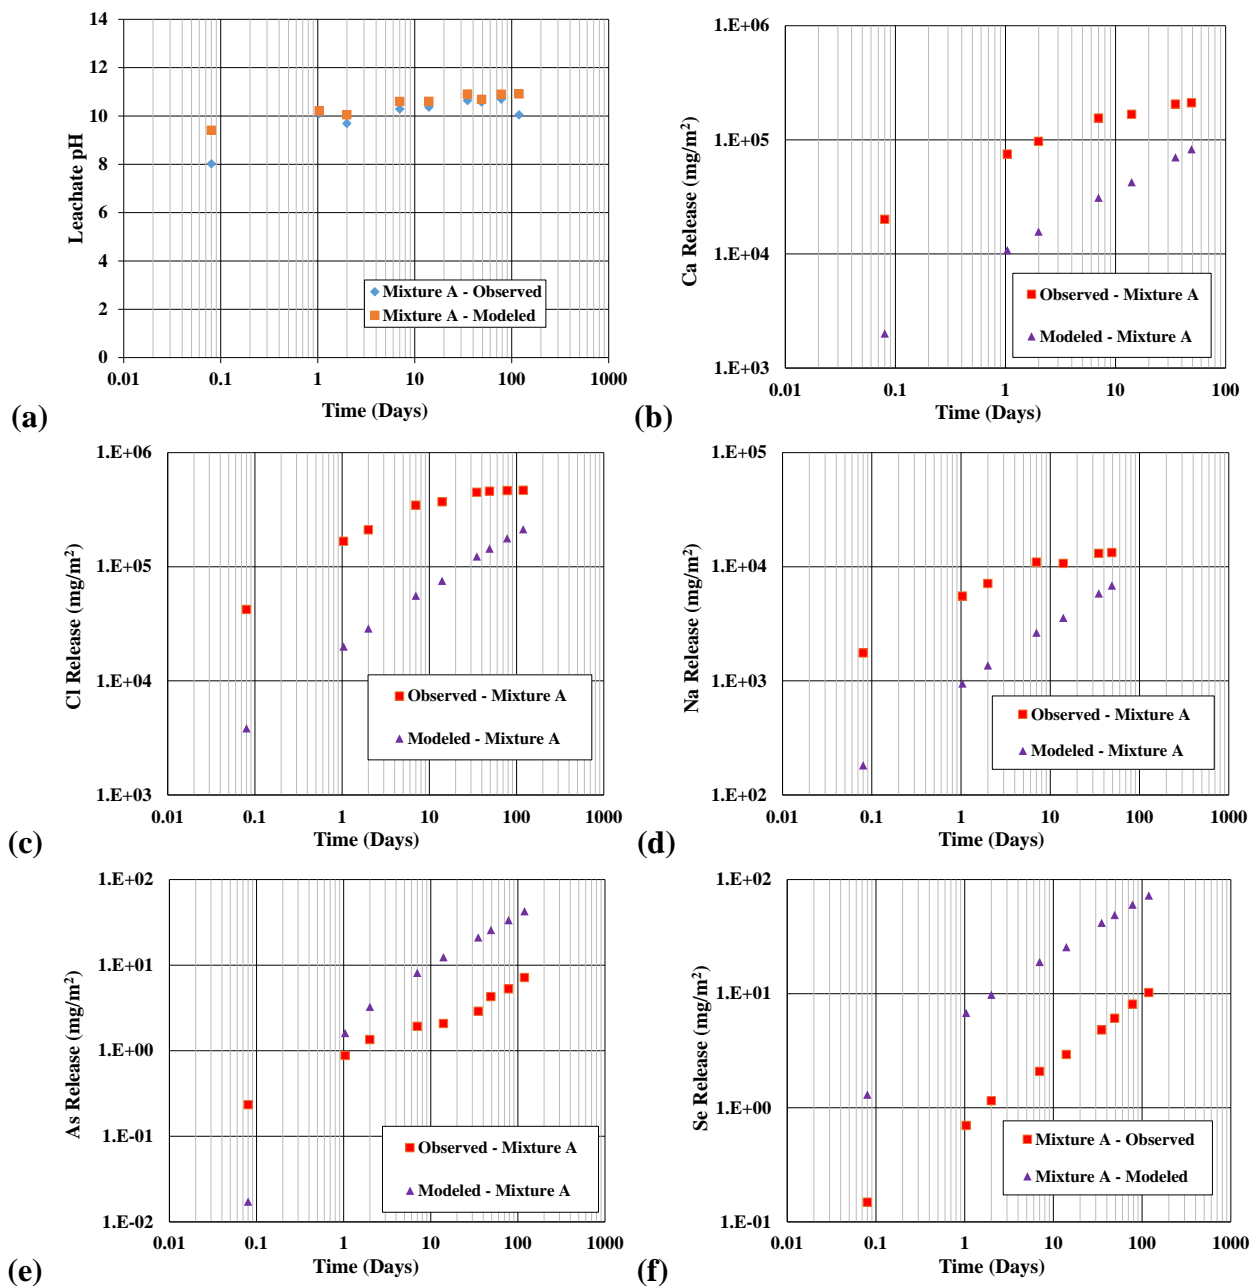 14
12
10
8
6
4
2
0
Leachate pH
Mixture A - Observed
Mixture A - Modeled
0.01 0.1 1 10 100 1000
Time (Days)
(a)
1.E+06
1.E+05
1.E+04
1.E+03
Ca Release (mg/m²)
Observed - Mixture A
Modeled - Mixture A
0.01 0.1 1 10 100
Time (Days)
(b)
1.E+06
1.E+05
1.E+04
1.E+03
Cl Release (mg/m²)
Observed - Mixture A
Modeled - Mixture A
0.01 0.1 1 10 100 1000
Time (Days)
(c)
1.E+05
1.E+04
1.E+03
1.E+02
Na Release (mg/m²)
Observed - Mixture A
Modeled - Mixture A
0.01 0.1 1 10 100 1000
Time (Days)
(d)
1.E+02
1.E+01
1.E+00
1.E-01
1.E-02
As Release (mg/m²)
Observed - Mixture A
Modeled - Mixture A
0.01 0.1 1 10 100 1000
Time (Days)
(e)
1.E+02
1.E+01
1.E+00
1.E-01
Se Release (mg/m²)
Mixture A - Observed
Mixture A - Modeled
0.01 0.1 1 10 100 1000
Time (Days)
(f)